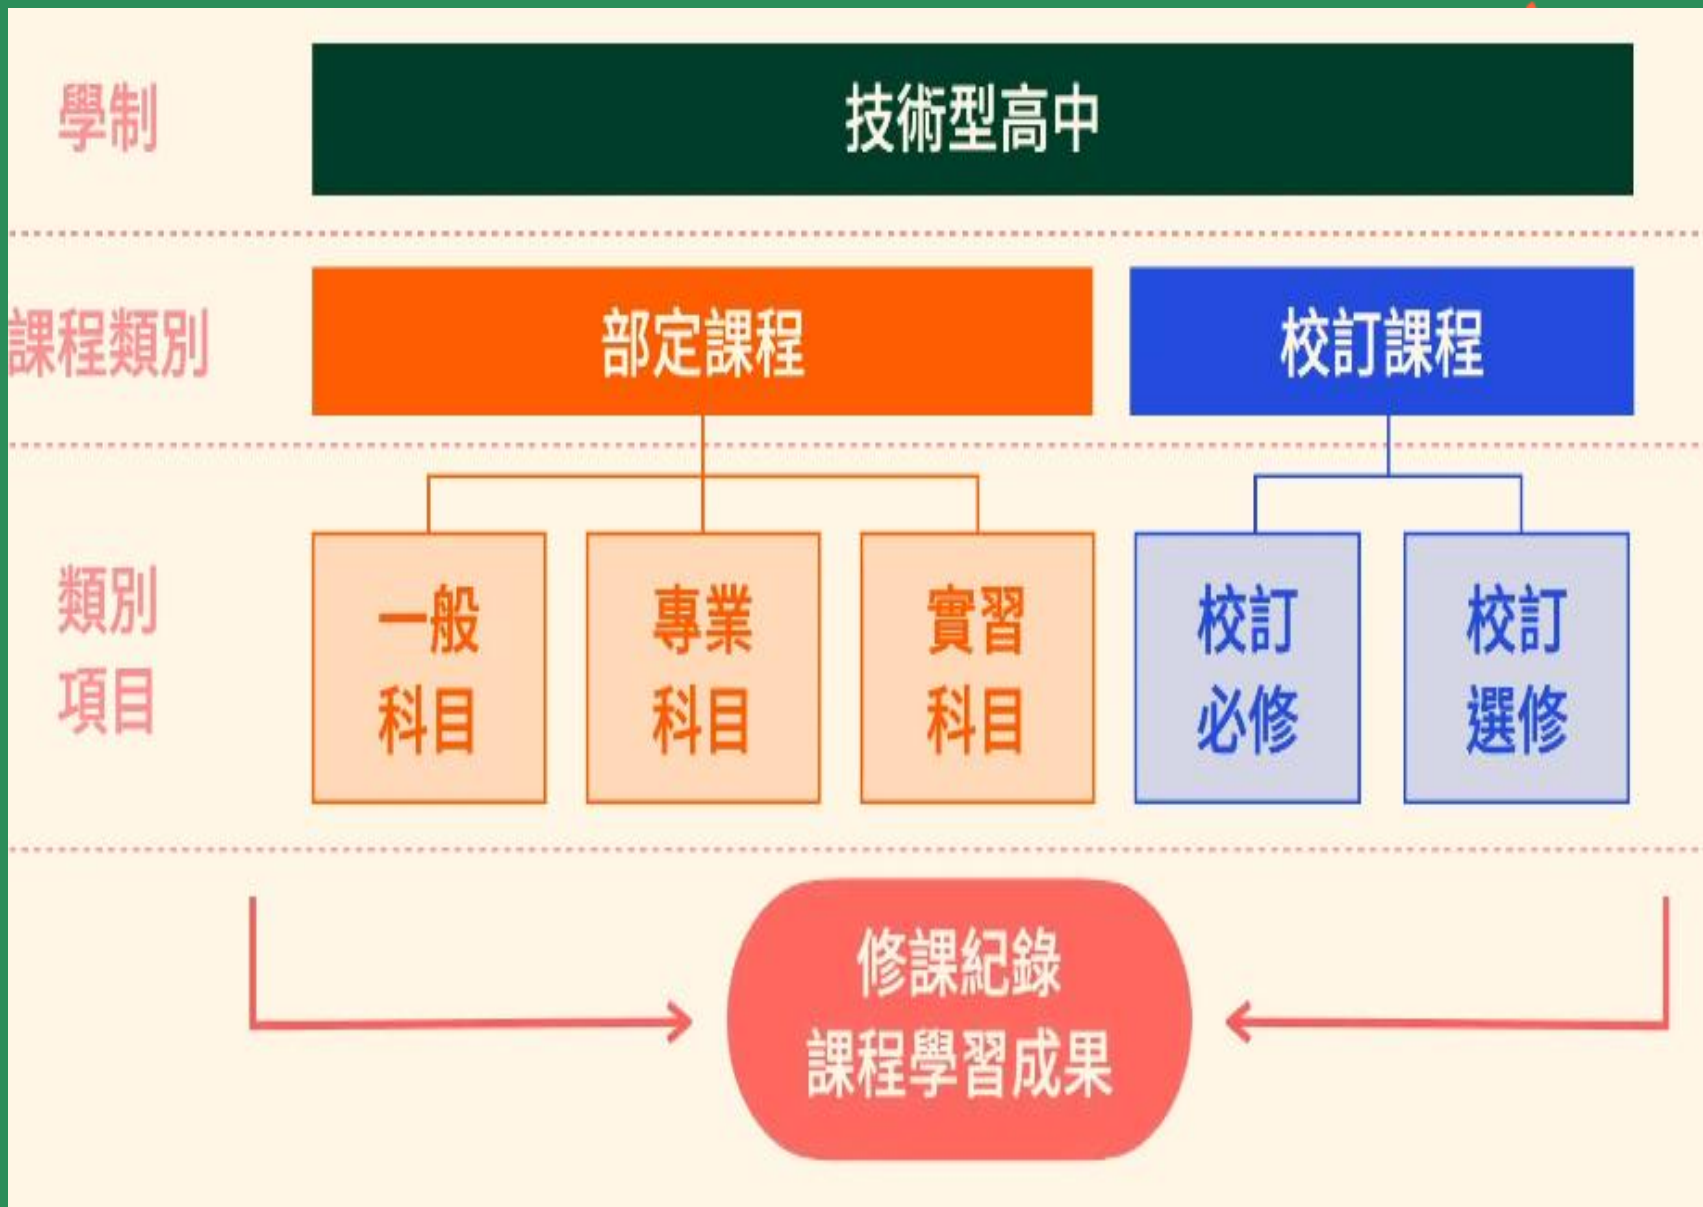 學制
技術型高中
課程類別
部定課程
校訂課程
類別
項目
一般
科目
專業
科目
實習
科目
校訂
必修
校訂
選修
修課紀錄
課程學習成果